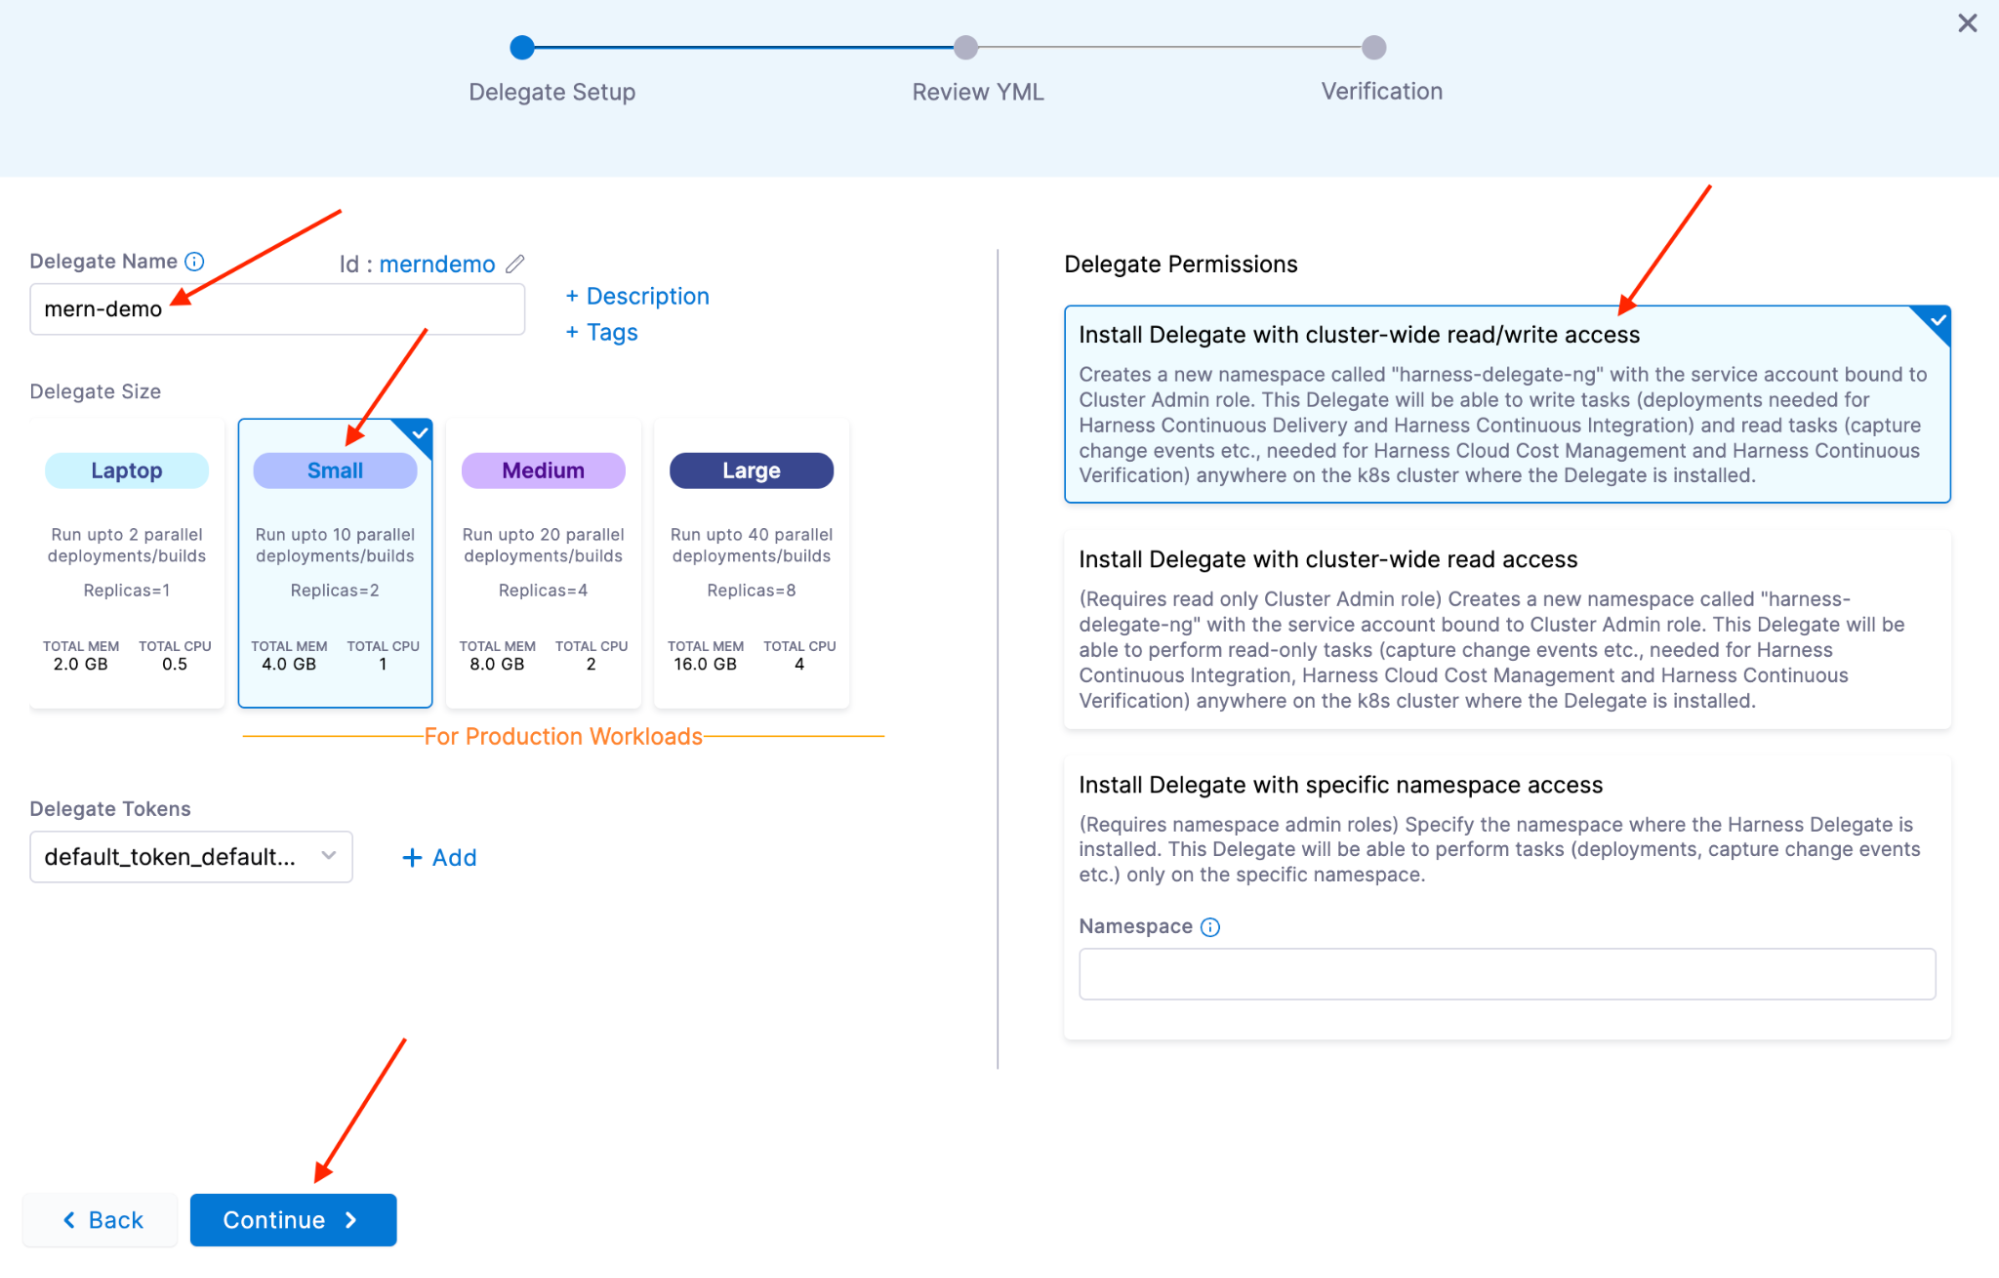 Delegate Setup
Review YML
Verification
Delegate Name
Id : merndemo
mern-demo
+ Description
+ Tags
Delegate Size
Laptop
Run upto 2 parallel
deployments/builds
Replicas=1
TOTAL MEM TOTAL CPU
2.0 GB 0.5
Small
Run upto 10 parallel
deployments/builds
Replicas=2
TOTAL MEM TOTAL CPU
4.0 GB 1
Medium
Run upto 20 parallel
deployments/builds
Replicas=4
TOTAL MEM TOTAL CPU
8.0 GB 2
Large
Run upto 40 parallel
deployments/builds
Replicas=8
TOTAL MEM TOTAL CPU
16.0 GB 4
For Production Workloads
Delegate Tokens
default_token_default...
+ Add
Back
Continue
Delegate Permissions
Install Delegate with cluster-wide read/write access
Creates a new namespace called "harness-delegate-ng" with the service account bound to
Cluster Admin role. This Delegate will be able to write tasks (deployments needed for
Harness Continuous Delivery and Harness Continuous Integration) and read tasks (capture
change events etc., needed for Harness Cloud Cost Management and Harness Continuous
Verification) anywhere on the k8s cluster where the Delegate is installed.
Install Delegate with cluster-wide read access
(Requires read only Cluster Admin role) Creates a new namespace called "harness-
delegate-ng" with the service account bound to Cluster Admin role. This Delegate will be
able to perform read-only tasks (capture change events etc., needed for Harness
Continuous Integration, Harness Cloud Cost Management and Harness Continuous
Verification) anywhere on the k8s cluster where the Delegate is installed.
Install Delegate with specific namespace access
(Requires namespace admin roles) Specify the namespace where the Harness Delegate is
installed. This Delegate will be able to perform tasks (deployments, capture change events
etc.) only on the specific namespace.
Namespace